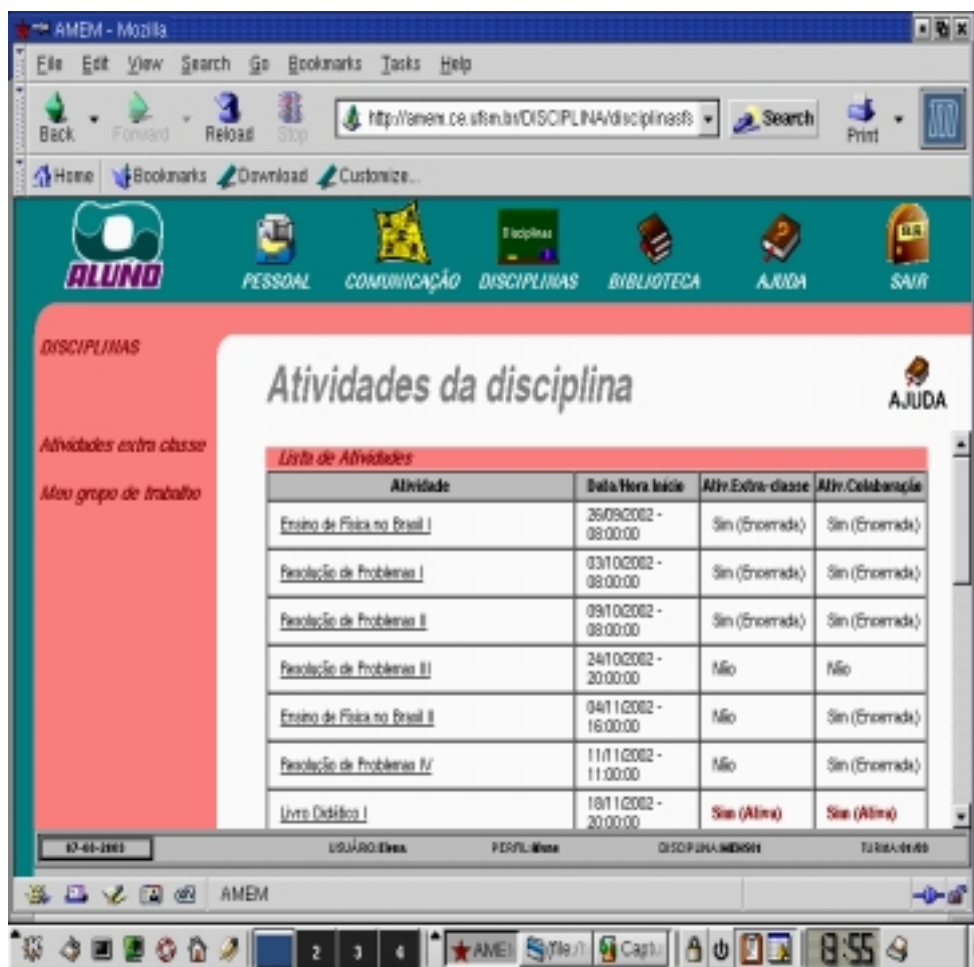 AMEM - Mozilla
File Edit View Search Go Bookmarks Tasks Help
Back Forward Reload Stop http://amem.ce.ufsm.br/DISCIPLINA/disciplinasfs Search Print
Home Bookmarks Download Customize...
Disciplinas
ALUNO PESSOAL COMUNICAÇÃO DISCIPLINAS BIBLIOTECA AJUDA SAIR
DISCIPLINAS
Atividades da disciplina
AJUDA
Atividades extra classe
Meu grupo de trabalho
Lista de Atividades
Atividade Data/Hora Início Ativ.Extra-classe Ativ.Colaboração
Ensino de Física no Brasil I 26/09/2002 - 08:00:00 Sim (Encerrada) Sim (Encerrada)
Resolução de Problemas I 03/10/2002 - 08:00:00 Sim (Encerrada) Sim (Encerrada)
Resolução de Problemas II 09/10/2002 - 08:00:00 Sim (Encerrada) Sim (Encerrada)
Resolução de Problemas III 24/10/2002 - 20:00:00 Não Não
Ensino de Física no Brasil II 04/11/2002 - 16:00:00 Não Sim (Encerrada)
Resolução de Problemas IV 11/11/2002 - 11:00:00 Não Sim (Encerrada)
Livro Didático I 18/11/2002 - 20:00:00 Sim (Ativa) Sim (Ativa)
USUÁRIO:Elena PERFIL:Aluno DISCIPLINA: TURMA:
AMEM
2 3 4 AMEM Captu 8:55